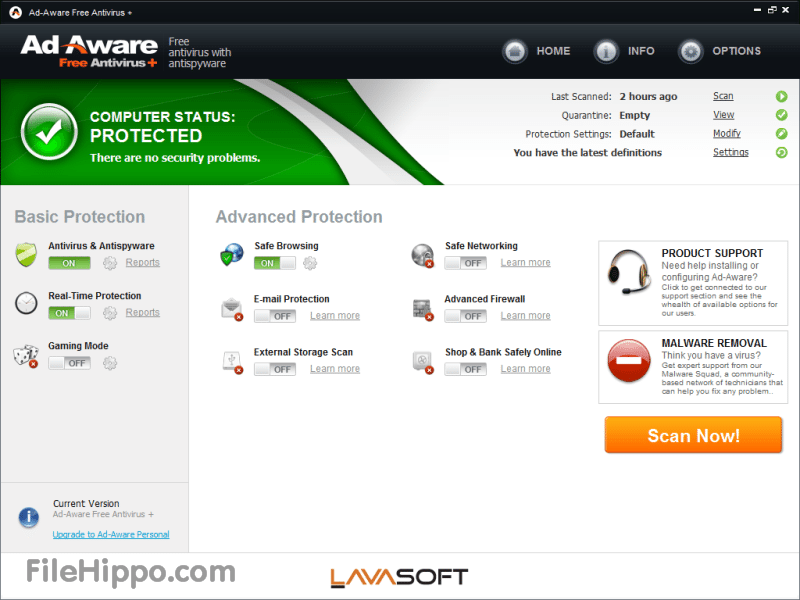 Ad-Aware Free Antivirus +
Ad-Aware
Free Antivirus+
Free
antivirus with
antispyware
HOME
INFO
OPTIONS
COMPUTER STATUS:
PROTECTED
There are no security problems.
Last Scanned: 2 hours ago Scan
Quarantine: Empty View
Protection Settings: Default Modify
You have the latest definitions Settings
Basic Protection
Antivirus & Antispyware
ON Reports
Real-Time Protection
ON Reports
Gaming Mode
OFF
Advanced Protection
Safe Browsing
ON
E-mail Protection
OFF Learn more
External Storage Scan
OFF Learn more
Safe Networking
OFF Learn more
Advanced Firewall
OFF Learn more
Shop & Bank Safely Online
OFF Learn more
PRODUCT SUPPORT
Need help installing or
configuring Ad-Aware?
Click to get connected to our
support section and see the
wealth of available options for
our users.
MALWARE REMOVAL
Think you have a virus?
Get expert support from our
Malware Squad, a community-
based network of technicians that
can help you fix any problem..
Scan Now!
Current Version
Ad-Aware Free Antivirus +
Upgrade to Ad-Aware Personal
FileHippo.com
LAVASOFT